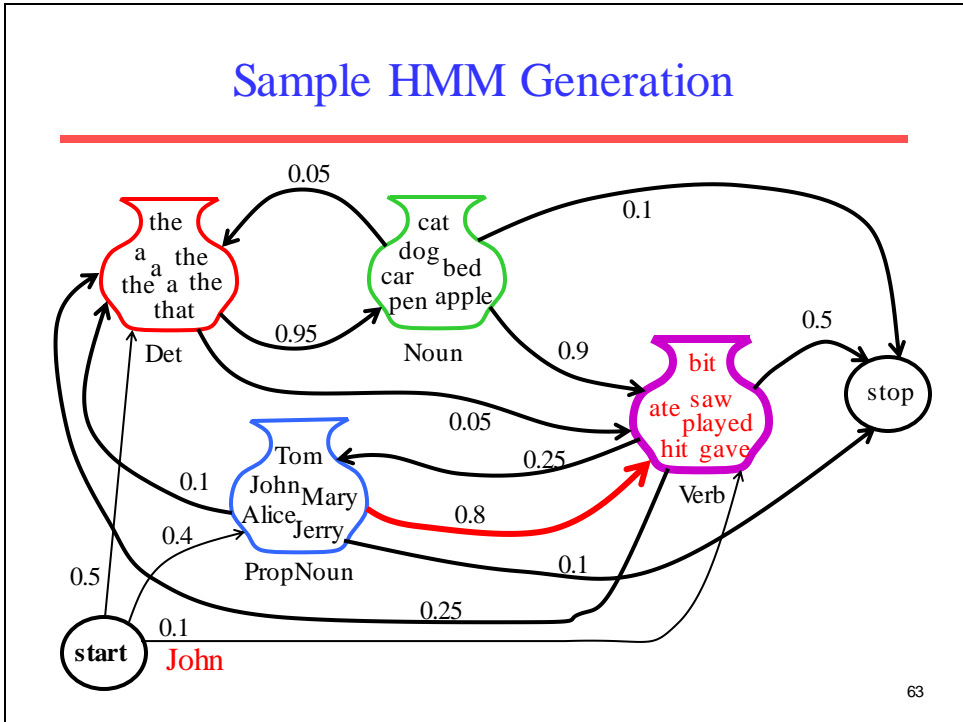 Sample HMM Generation
0.05
the
a the
a
the a the
that
Det
0.95
cat
dog
bed
car
pen apple
Noun
0.1
0.9
0.5
bit
ate saw
played
hit gave
Verb
stop
0.05
0.25
Tom
John Mary
Alice
Jerry
PropNoun
0.1
0.8
0.4
0.1
0.5
0.25
0.1
start
John
63